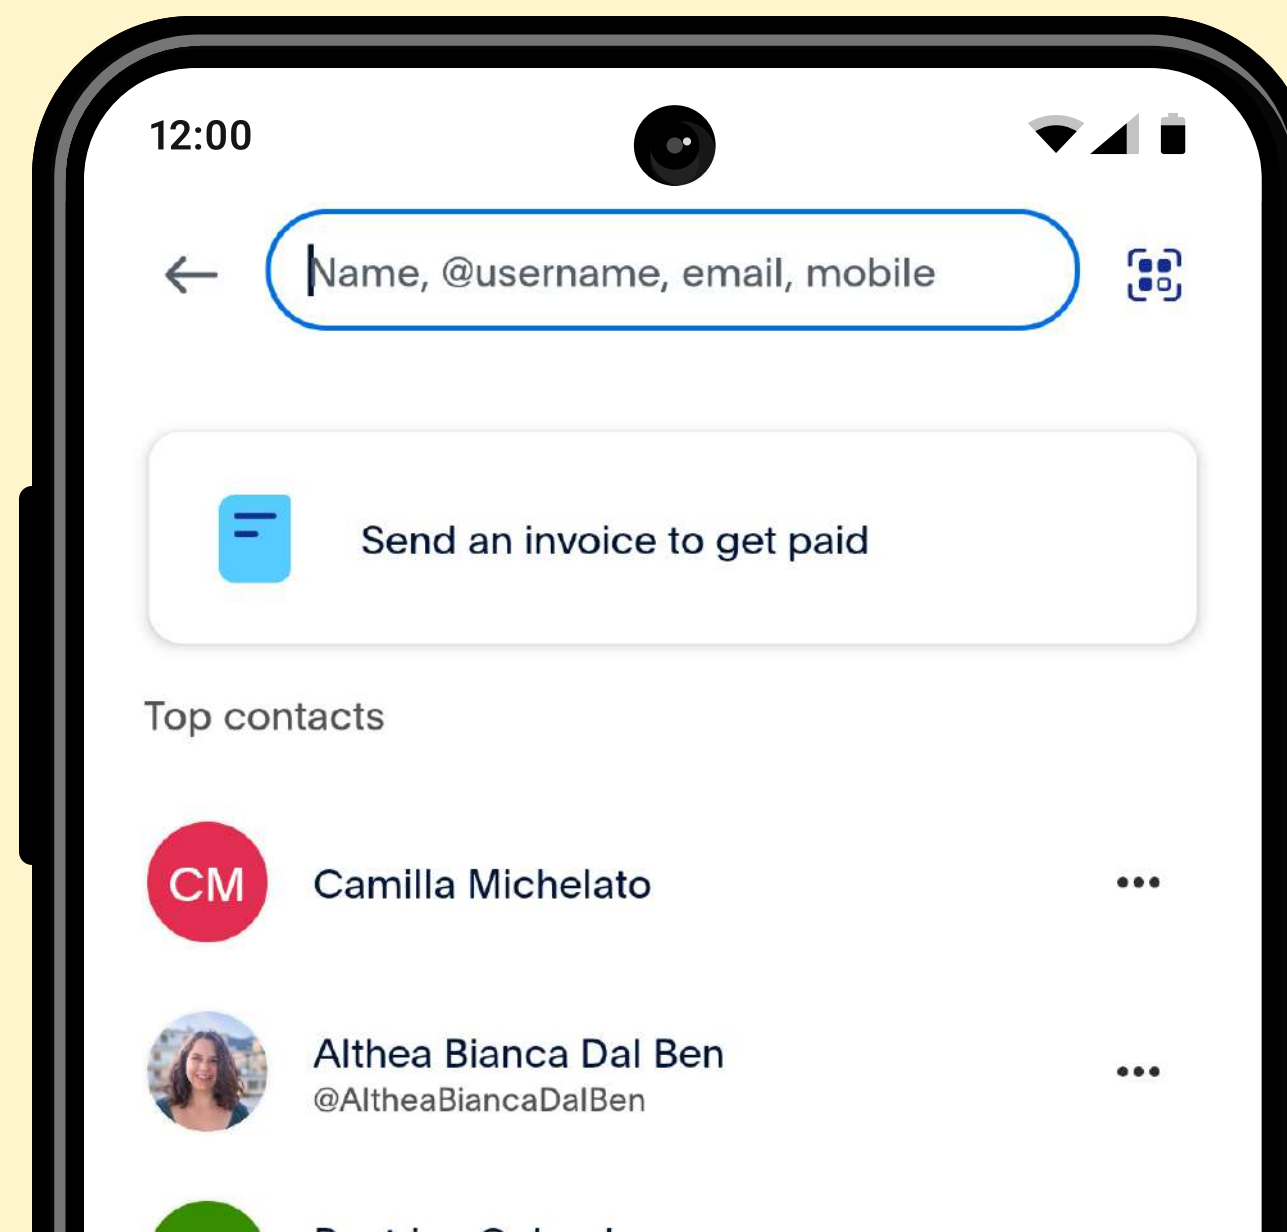 12:00
Name, @username, email, mobile
Send an invoice to get paid
Top contacts
CM
Camilla Michelato
Althea Bianca Dal Ben
@AltheaBiancaDalBen